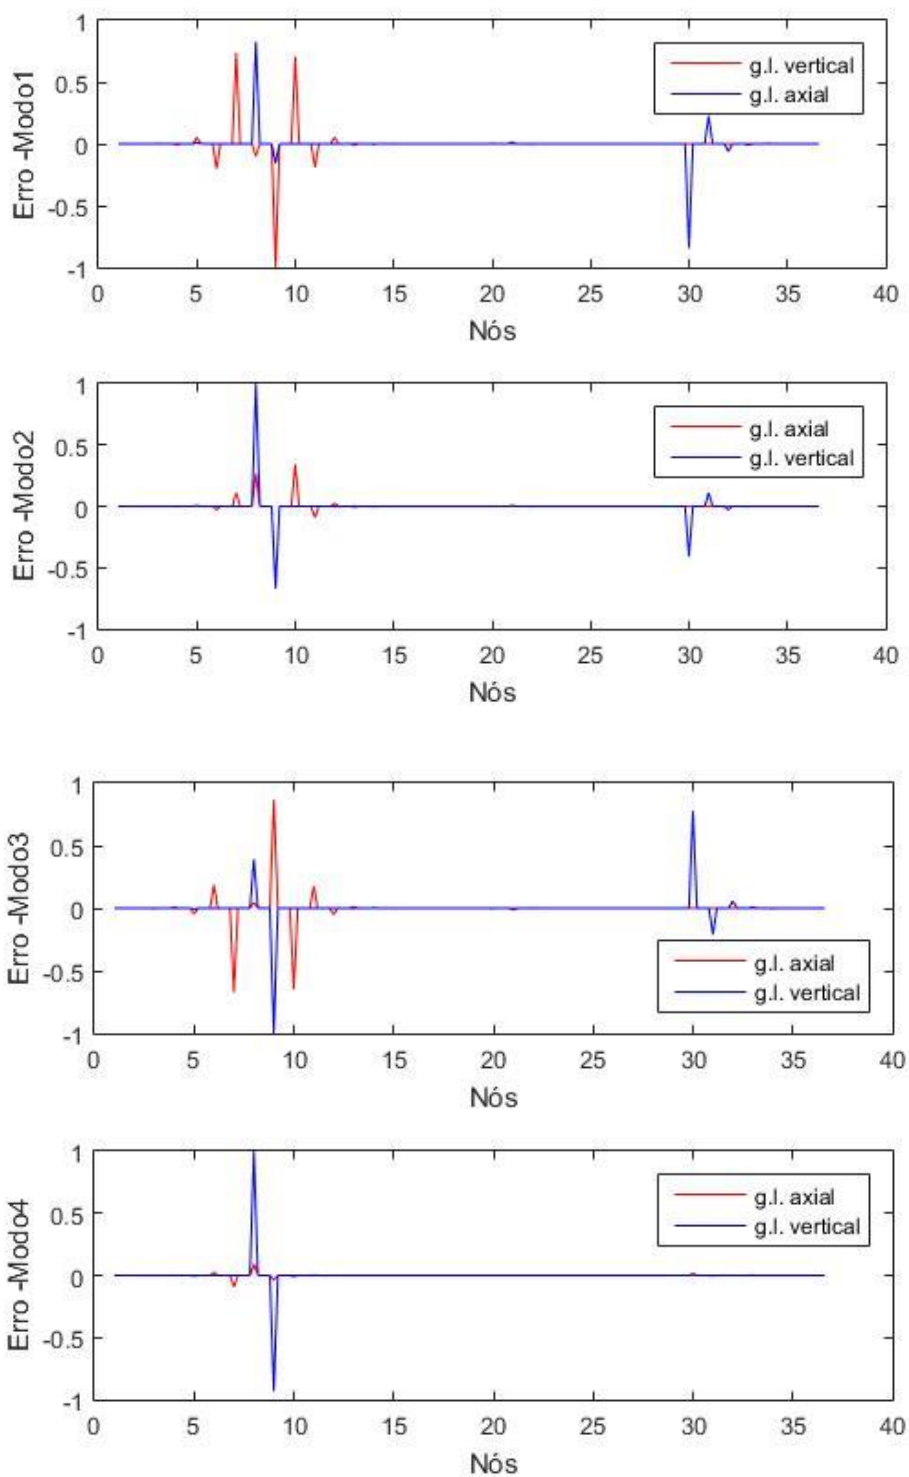 1
0.5
0
-0.5
-1
Erro -Modo1
g.l. vertical
g.l. axial
0 5 10 15 20 25 30 35 40
Nós
1
0.5
0
-0.5
-1
Erro -Modo2
g.l. axial
g.l. vertical
0 5 10 15 20 25 30 35 40
Nós
1
0.5
0
-0.5
-1
Erro -Modo3
g.l. axial
g.l. vertical
0 5 10 15 20 25 30 35 40
Nós
1
0.5
0
-0.5
-1
Erro -Modo4
g.l. axial
g.l. vertical
0 5 10 15 20 25 30 35 40
Nós